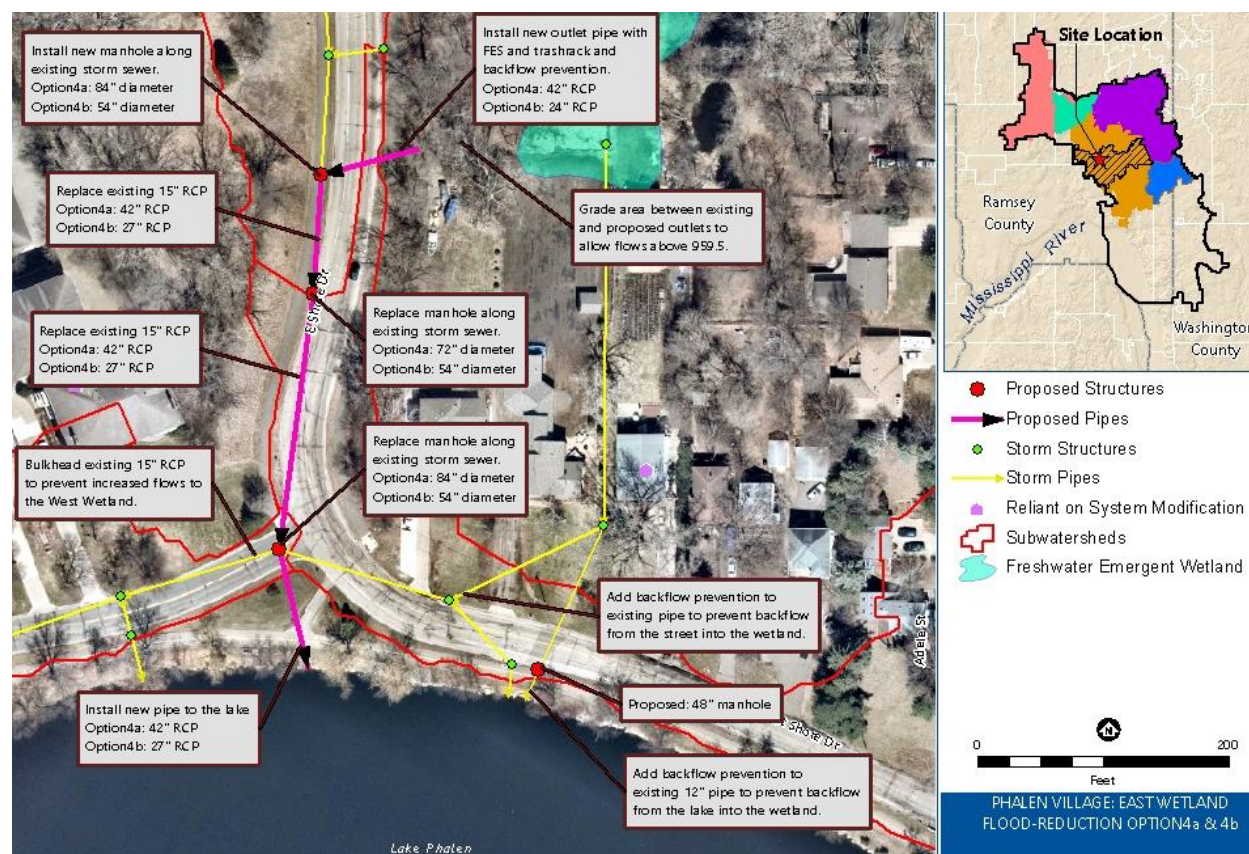 Install new manhole along
existing storm sewer.
Option4a: 84" diameter
Option4b: 54" diameter
Install new outlet pipe with
FES and trashrack and
backflow prevention.
Option4a: 42" RCP
Option4b: 24" RCP
Replace existing 15" RCP
Option4a: 42" RCP
Option4b: 27" RCP
Grade area between existing
and proposed outlets to
allow flows above 959.5.
E Shore Dr
Replace existing 15" RCP
Option4a: 42" RCP
Option4b: 27" RCP
Replace manhole along
existing storm sewer.
Option4a: 72" diameter
Option4b: 54" diameter
Replace manhole along
existing storm sewer.
Option4a: 84" diameter
Option4b: 54" diameter
Bulkhead existing 15" RCP
to prevent increased flows to
the West Wetland.
Add backflow prevention to
existing pipe to prevent backflow
from the street into the wetland.
Adele St
Install new pipe to the lake
Option4a: 42" RCP
Option4b: 27" RCP
Proposed: 48" manhole
Shore Dr
Add backflow prevention to
existing 12" pipe to prevent backflow
from the lake into the wetland.
Lake Phalen
Site Location
Ramsey
County
Mississippi River
Washington
County
Proposed Structures
Proposed Pipes
Storm Structures
Storm Pipes
Reliant on System Modification
Subwatersheds
Freshwater Emergent Wetland
N
0 200
Feet
PHALEN VILLAGE: EAST WETLAND
FLOOD-REDUCTION OPTION4a & 4b